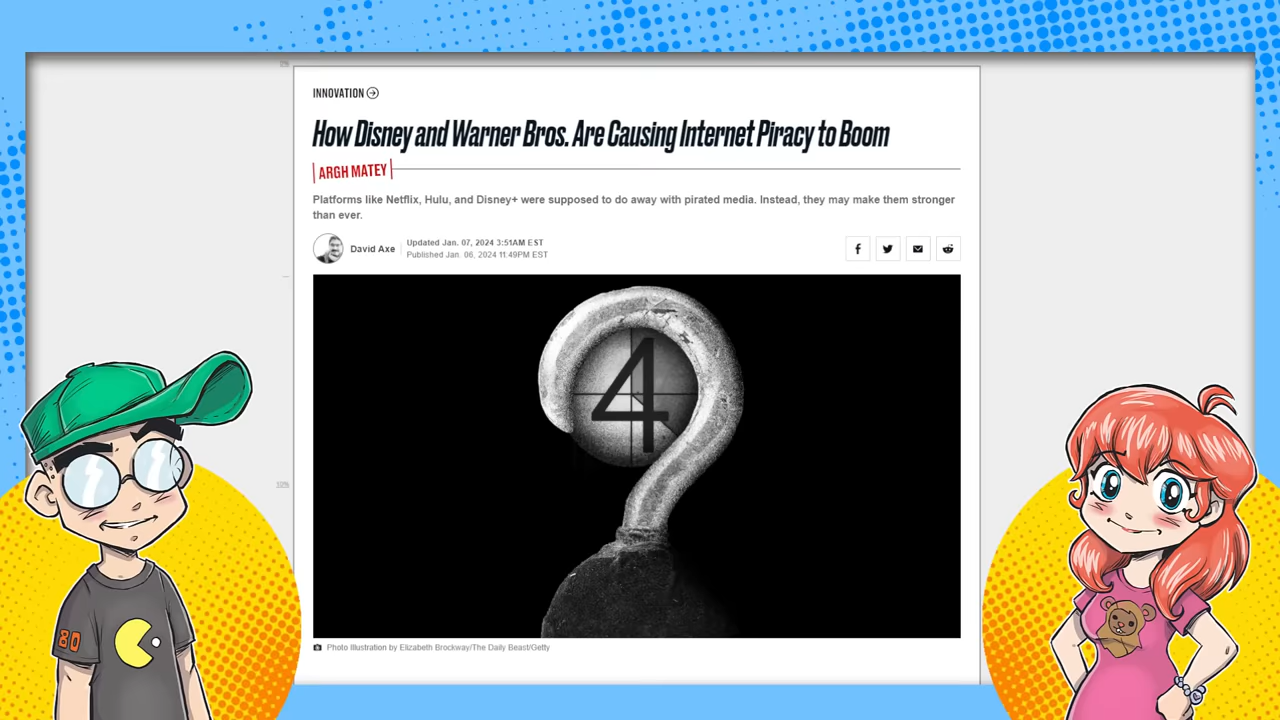 INNOVATION
How Disney and Warner Bros. Are Causing Internet Piracy to Boom
ARGH MATEY
Platforms like Netflix, Hulu, and Disney+ were supposed to do away with pirated media. Instead, they may make them stronger
than ever.
David Axe
Updated Jan. 07, 2024 3:51AM EST
Published Jan. 06, 2024 11:49PM EST
4
Photo Illustration by Elizabeth Brockway/The Daily Beast/Getty
80